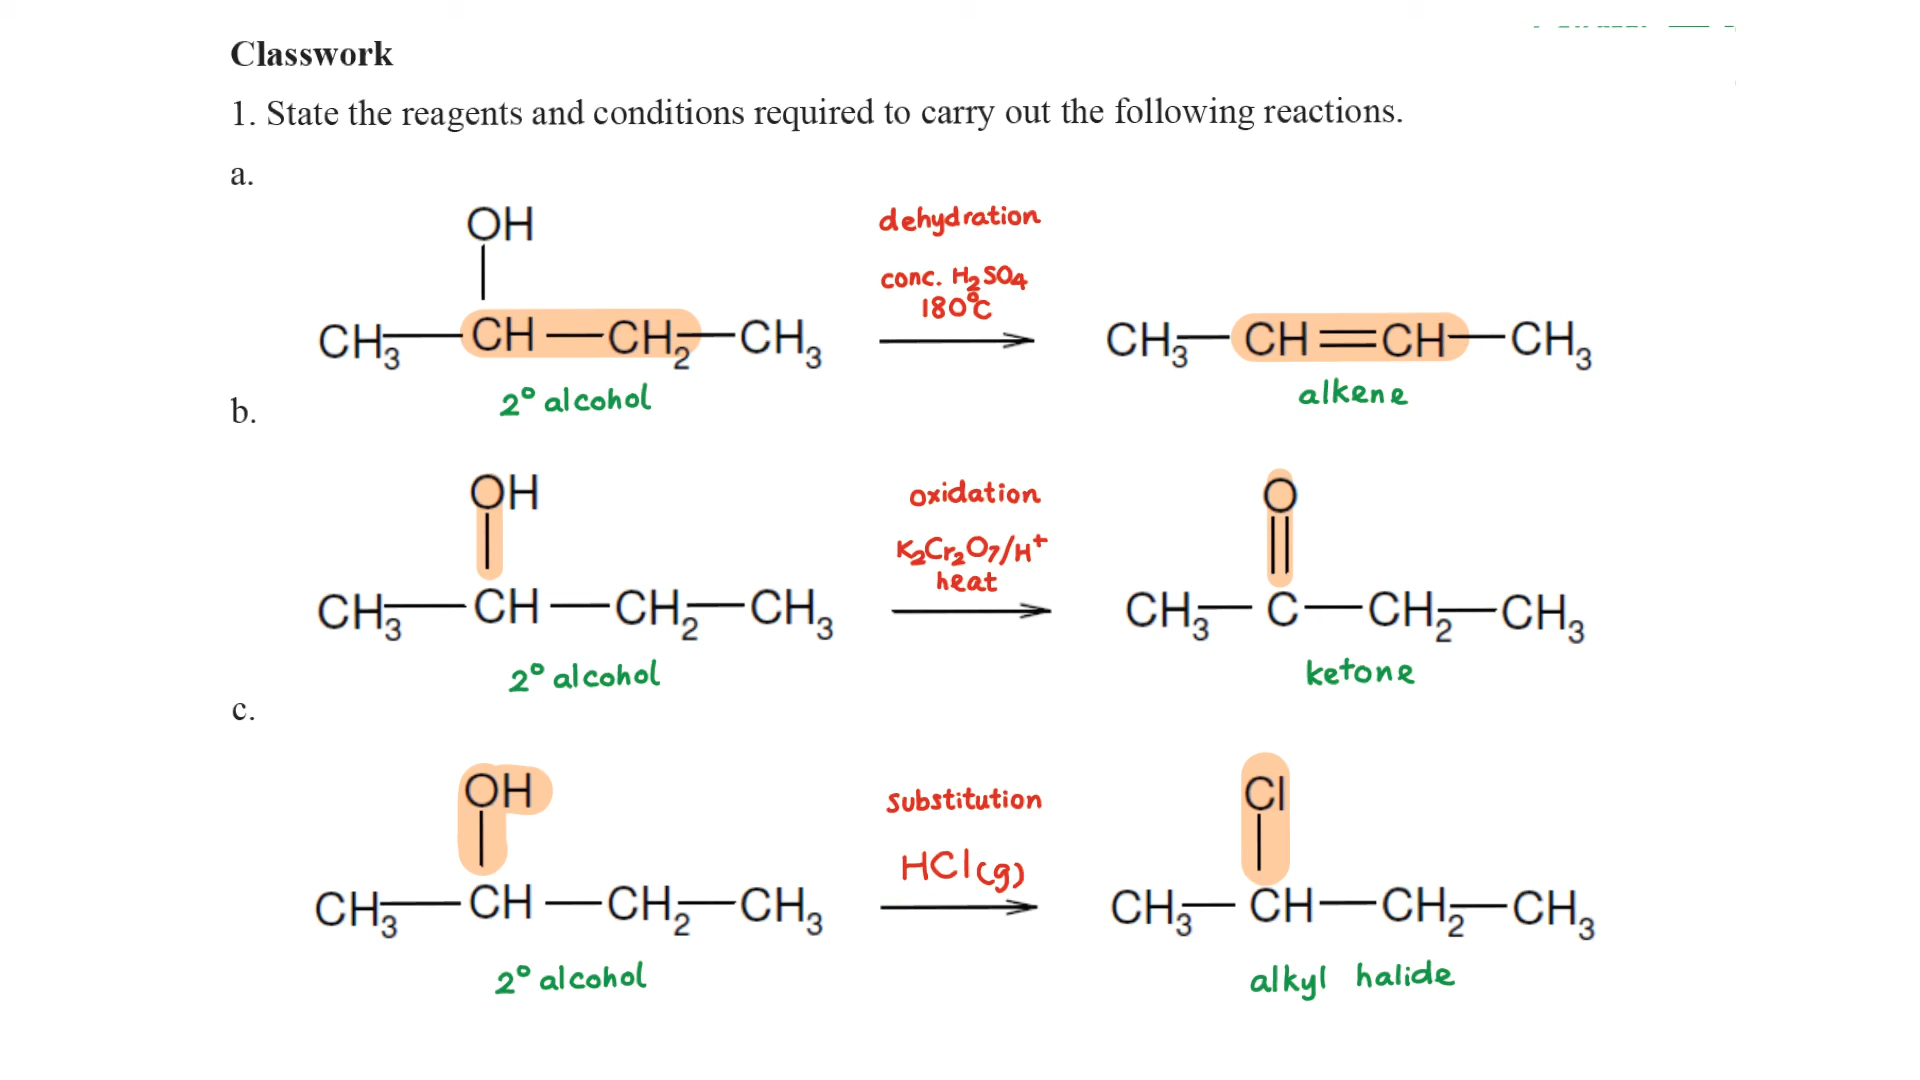 Classwork
1. State the reagents and conditions required to carry out the following reactions.
a.
OH
dehydration
conc. H₂SO₄
180°C
CH₃—CH—CH₂—CH₃
CH₃—CH=CH—CH₃
2° alcohol
alkene
b.
OH
oxidation
O
K₂Cr₂O₇/H⁺
heat
CH₃—CH—CH₂—CH₃
CH₃—C—CH₂—CH₃
2° alcohol
ketone
c.
OH
substitution
Cl
HCl(g)
CH₃—CH—CH₂—CH₃
CH₃—CH—CH₂—CH₃
2° alcohol
alkyl halide